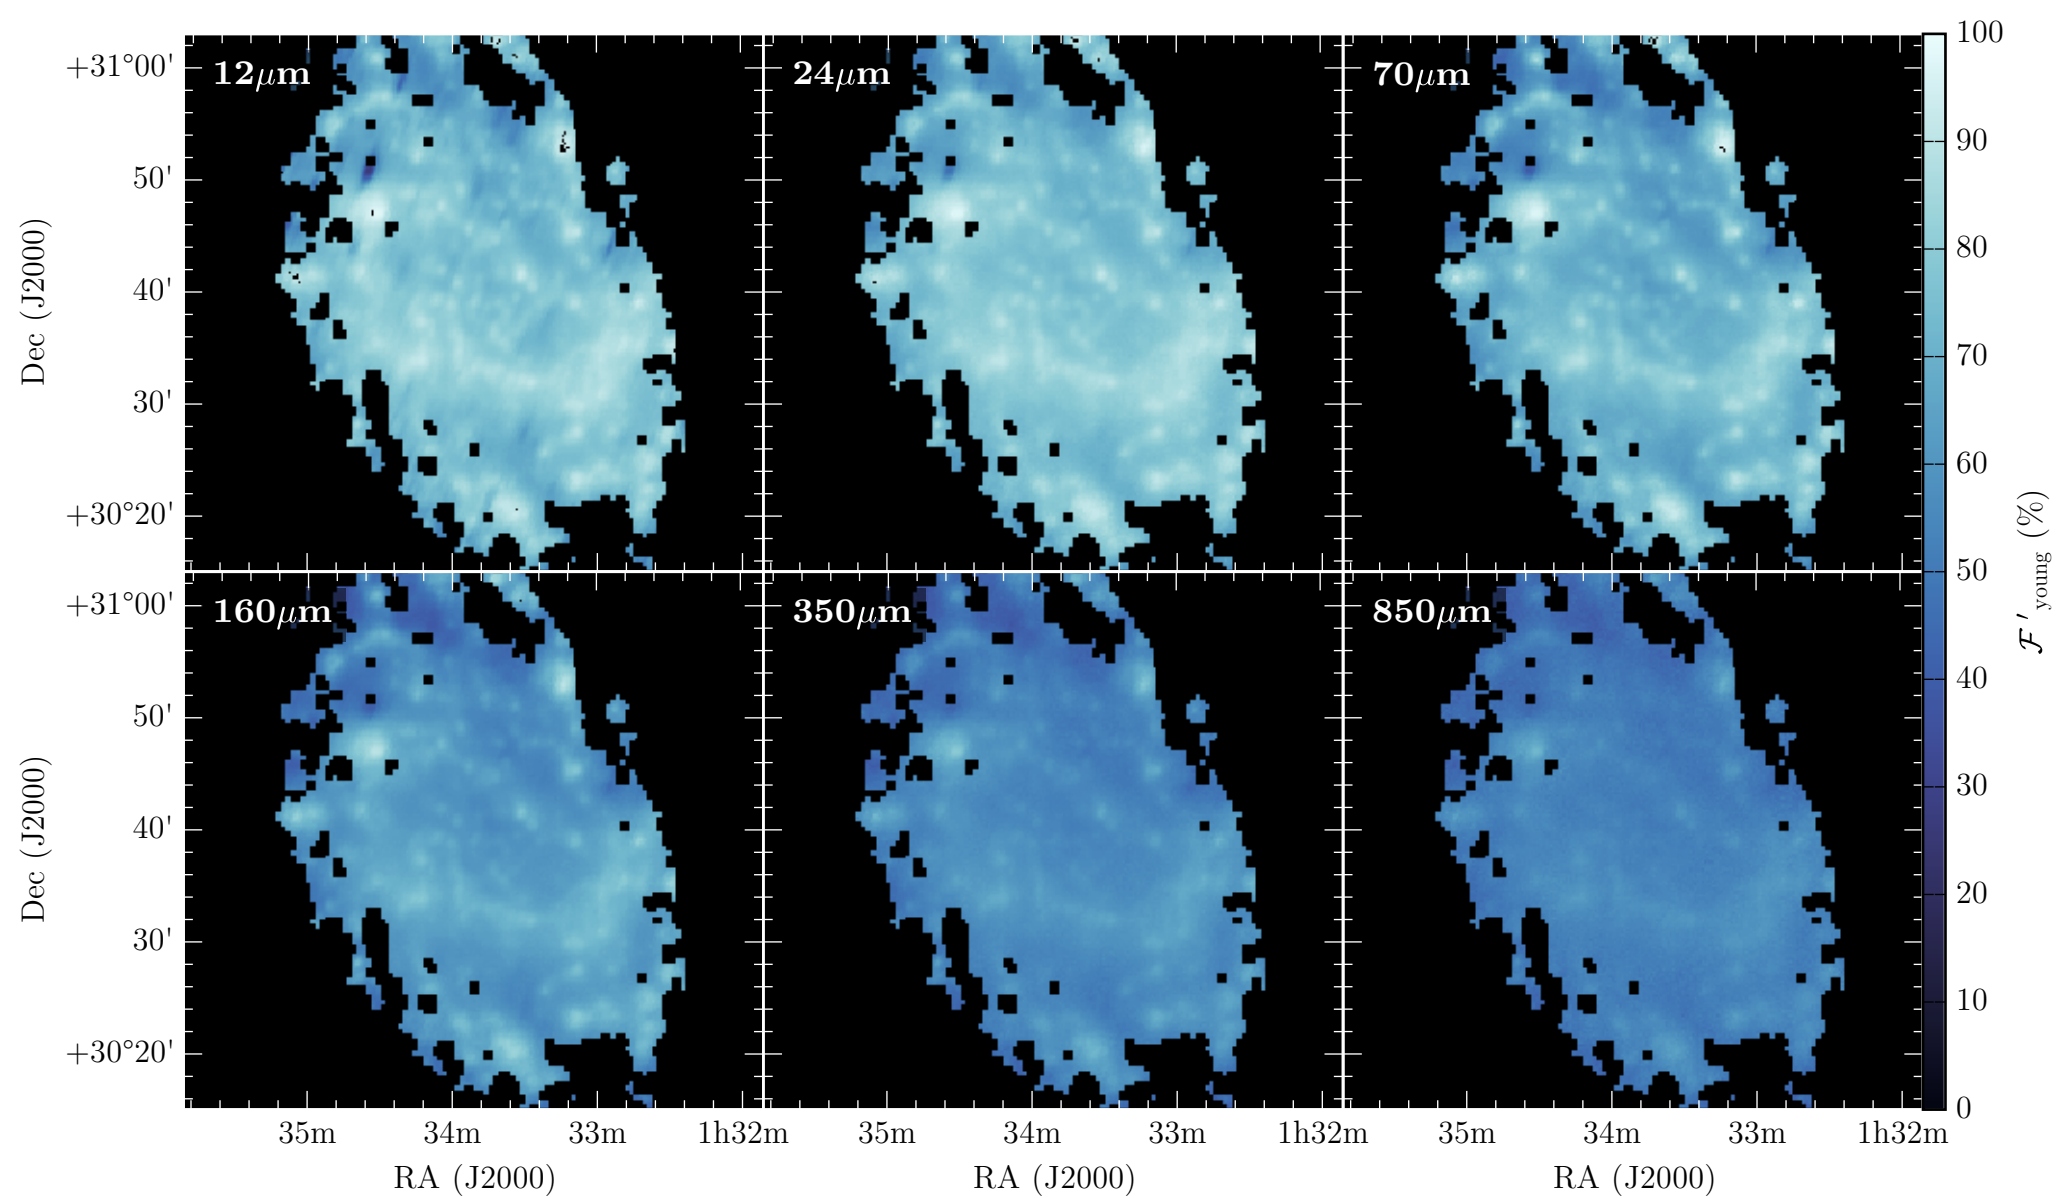 12μm
24μm
70μm
160μm
350μm
850μm
+31°00'
50'
40'
30'
+30°20'
Dec (J2000)
+31°00'
50'
40'
30'
+30°20'
Dec (J2000)
35m 34m 33m 1h32m
35m 34m 33m 1h32m
35m 34m 33m 1h32m
RA (J2000)
RA (J2000)
RA (J2000)
100
90
80
70
60
50
40
30
20
10
0
ℱ'young (%)